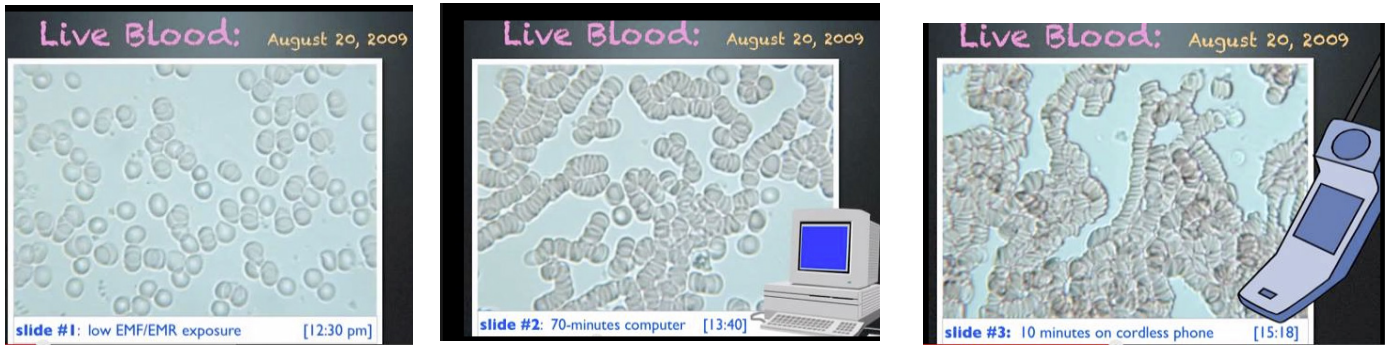 Live Blood: August 20, 2009
slide #1: low EMF/EMR exposure [12:30 pm]
Live Blood: August 20, 2009
slide #2: 70-minutes computer [13:40]
Live Blood: August 20, 2009
slide #3: 10 minutes on cordless phone [15:18]